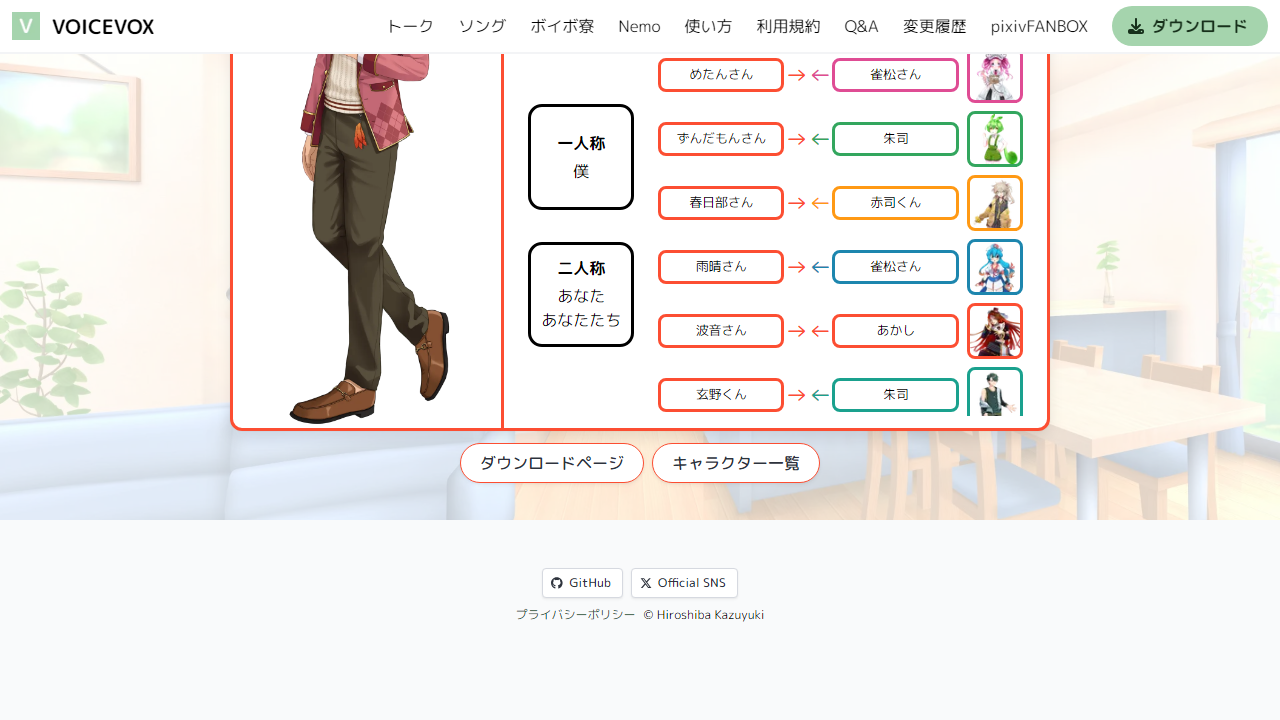 V VOICEVOX トーク ソング ボイボ寮 Nemo 使い方 利用規約 Q&A 変更履歴 pixivFANBOX ダウンロード
めたんさん → ← 雀松さん
一人称
僕
ずんだもんさん → ← 朱司
春日部さん → ← 赤司くん
二人称
あなた
あなたたち
雨晴さん → ← 雀松さん
波音さん → ← あかし
玄野くん → ← 朱司
ダウンロードページ キャラクター一覧
GitHub Official SNS
プライバシーポリシー © Hiroshiba Kazuyuki